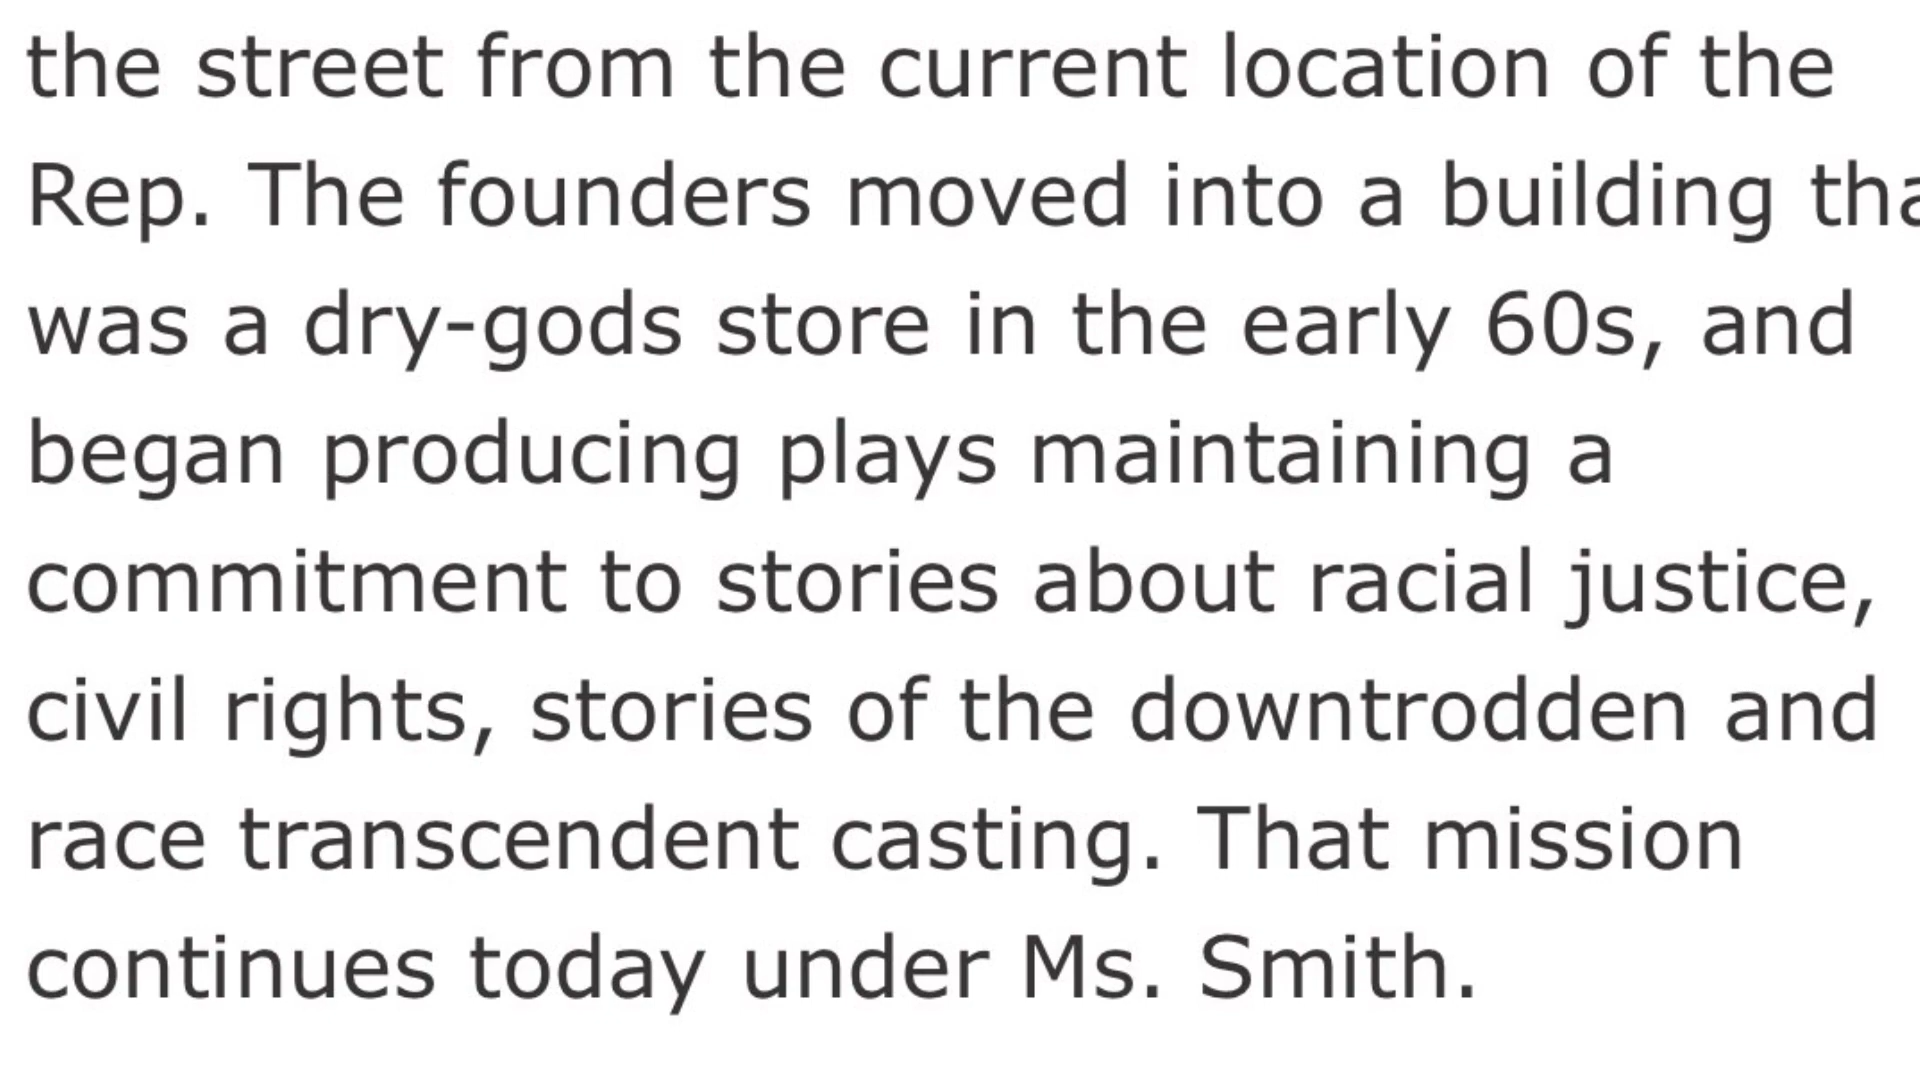 the street from the current location of the
Rep. The founders moved into a building tha
was a dry-gods store in the early 60s, and
began producing plays maintaining a
commitment to stories about racial justice,
civil rights, stories of the downtrodden and
race transcendent casting. That mission
continues today under Ms. Smith.